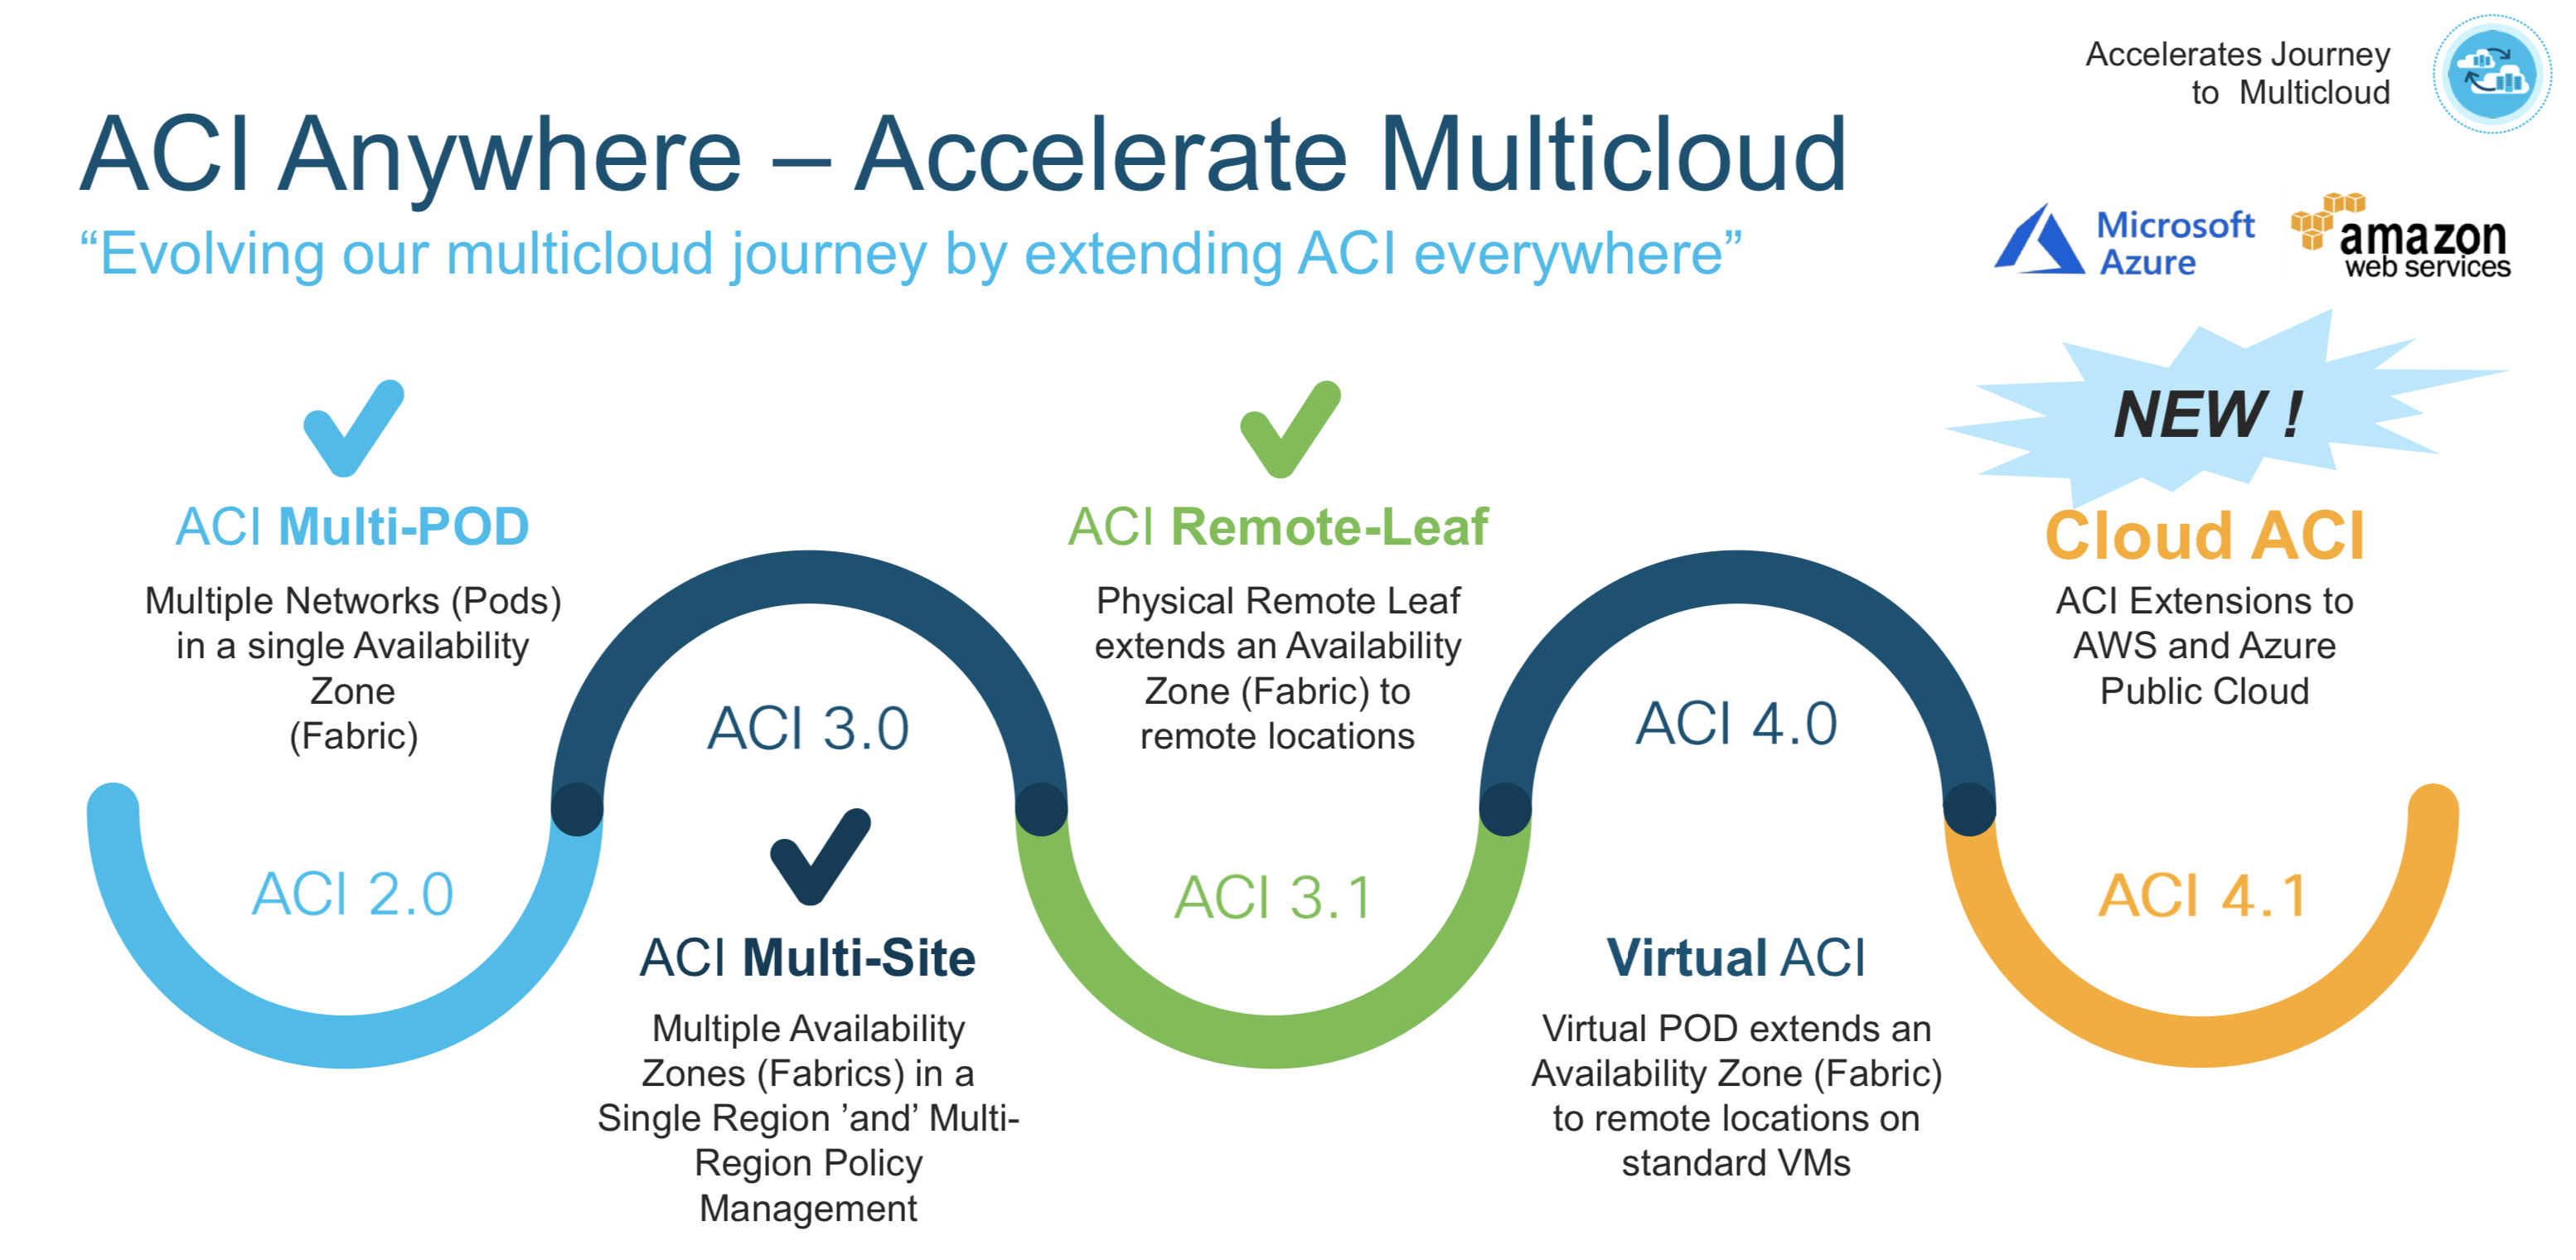 Accelerates Journey
to Multicloud
ACI Anywhere – Accelerate Multicloud
“Evolving our multicloud journey by extending ACI everywhere”
Microsoft
Azure
amazon
web services
NEW !
ACI Multi-POD
Multiple Networks (Pods)
in a single Availability
Zone
(Fabric)
ACI 2.0
ACI 3.0
ACI Multi-Site
Multiple Availability
Zones (Fabrics) in a
Single Region ’and’ Multi-
Region Policy
Management
ACI Remote-Leaf
Physical Remote Leaf
extends an Availability
Zone (Fabric) to
remote locations
ACI 3.1
ACI 4.0
Virtual ACI
Virtual POD extends an
Availability Zone (Fabric)
to remote locations on
standard VMs
Cloud ACI
ACI Extensions to
AWS and Azure
Public Cloud
ACI 4.1